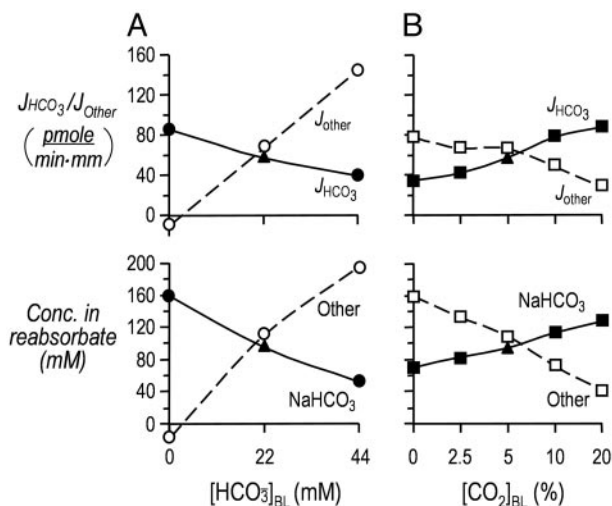 A
B
J_HCO3/J_Other
(pmole
min·mm)
160
120
80
40
0
J_other
J_HCO3
J_HCO3
J_other
Conc. in
reabsorbate
(mM)
200
160
120
80
40
0
Other
NaHCO3
NaHCO3
Other
0 22 44
0 2.5 5 10 20
[HCO3̄]BL (mM)
[CO2]BL (%)